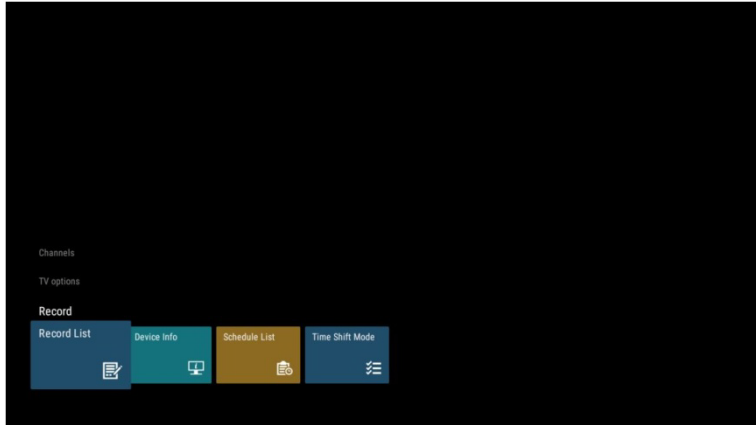 Channels
TV options
Record
Record List
Device Info
Schedule List
Time Shift Mode